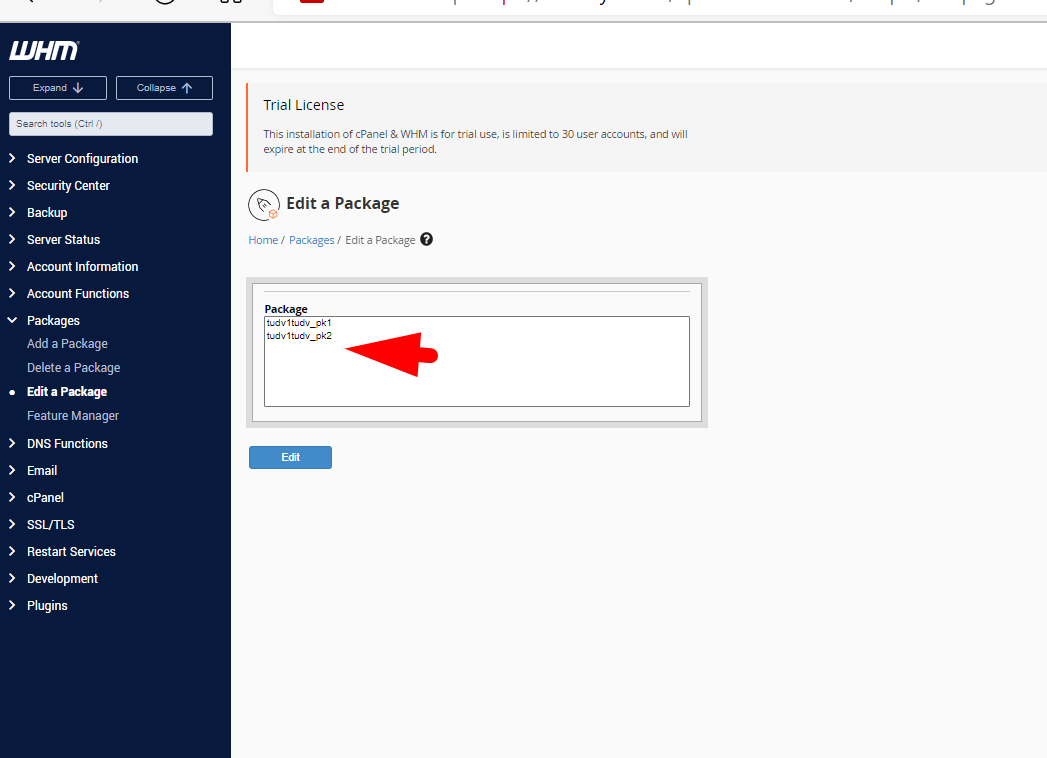 WHM
Expand
Collapse
Search tools (Ctrl /)
Server Configuration
Security Center
Backup
Server Status
Account Information
Account Functions
Packages
Add a Package
Delete a Package
Edit a Package
Feature Manager
DNS Functions
Email
cPanel
SSL/TLS
Restart Services
Development
Plugins
Trial License
This installation of cPanel & WHM is for trial use, is limited to 30 user accounts, and will
expire at the end of the trial period.
Edit a Package
Home / Packages / Edit a Package ?
Package
tudv1tudv_pk1
tudv1tudv_pk2
Edit